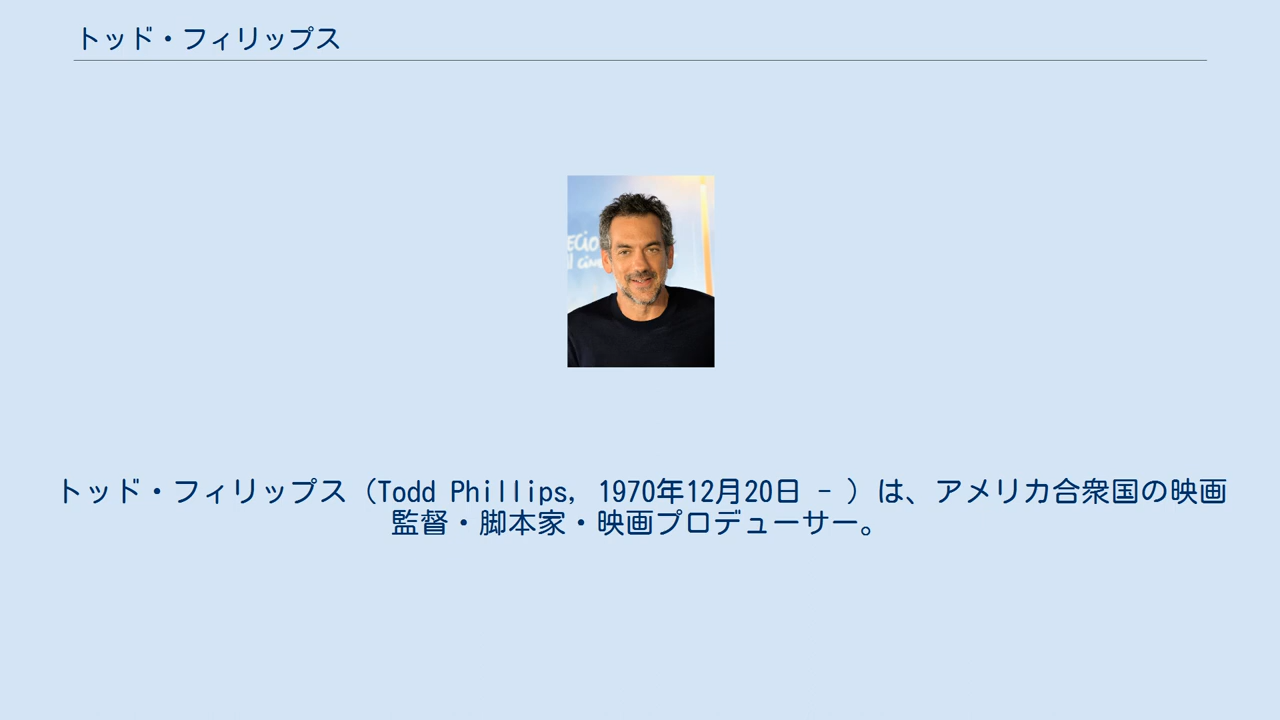 トッド・フィリップス
トッド・フィリップス（Todd Phillips, 1970年12月20日 - ）は、アメリカ合衆国の映画
監督・脚本家・映画プロデューサー。